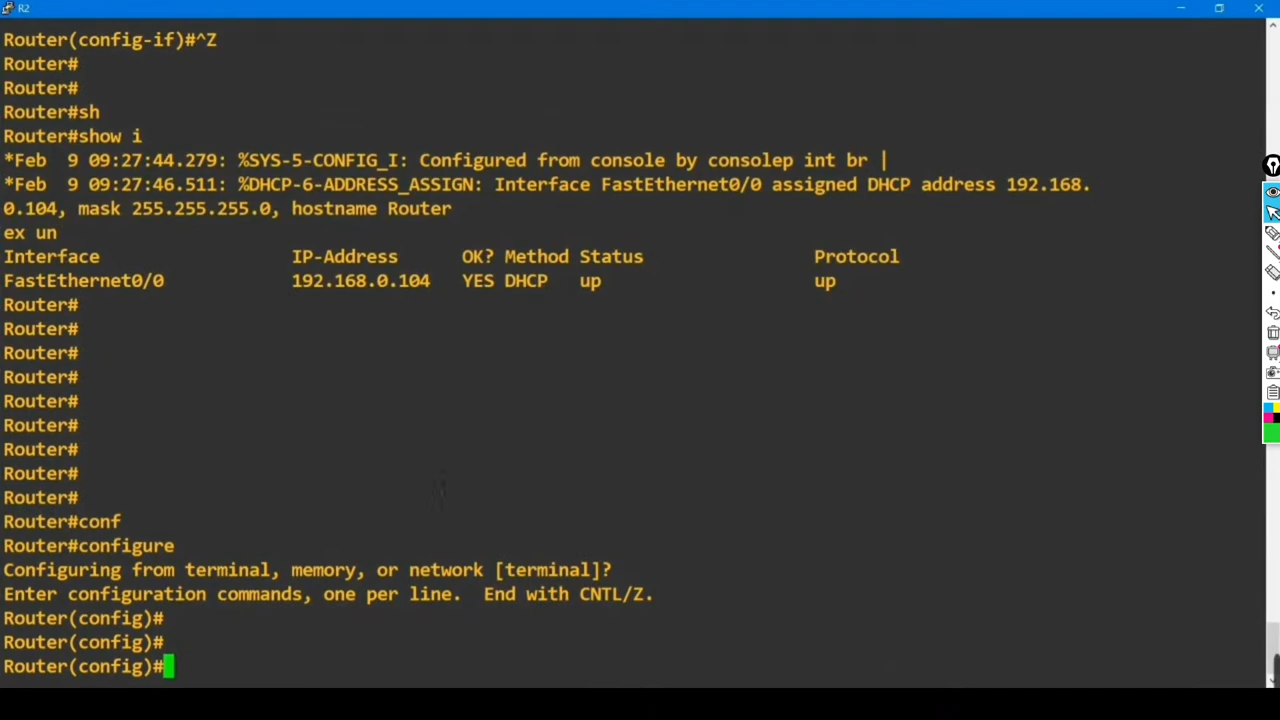 R2
Router(config-if)#^Z
Router#
Router#
Router#sh
Router#show i
*Feb  9 09:27:44.279: %SYS-5-CONFIG_I: Configured from console by consolep int br |
*Feb  9 09:27:46.511: %DHCP-6-ADDRESS_ASSIGN: Interface FastEthernet0/0 assigned DHCP address 192.168.
0.104, mask 255.255.255.0, hostname Router
ex un
Interface                  IP-Address      OK? Method Status                Protocol
FastEthernet0/0            192.168.0.104   YES DHCP   up                    up
Router#
Router#
Router#
Router#
Router#
Router#
Router#
Router#
Router#
Router#conf
Router#configure
Configuring from terminal, memory, or network [terminal]?
Enter configuration commands, one per line.  End with CNTL/Z.
Router(config)#
Router(config)#
Router(config)#